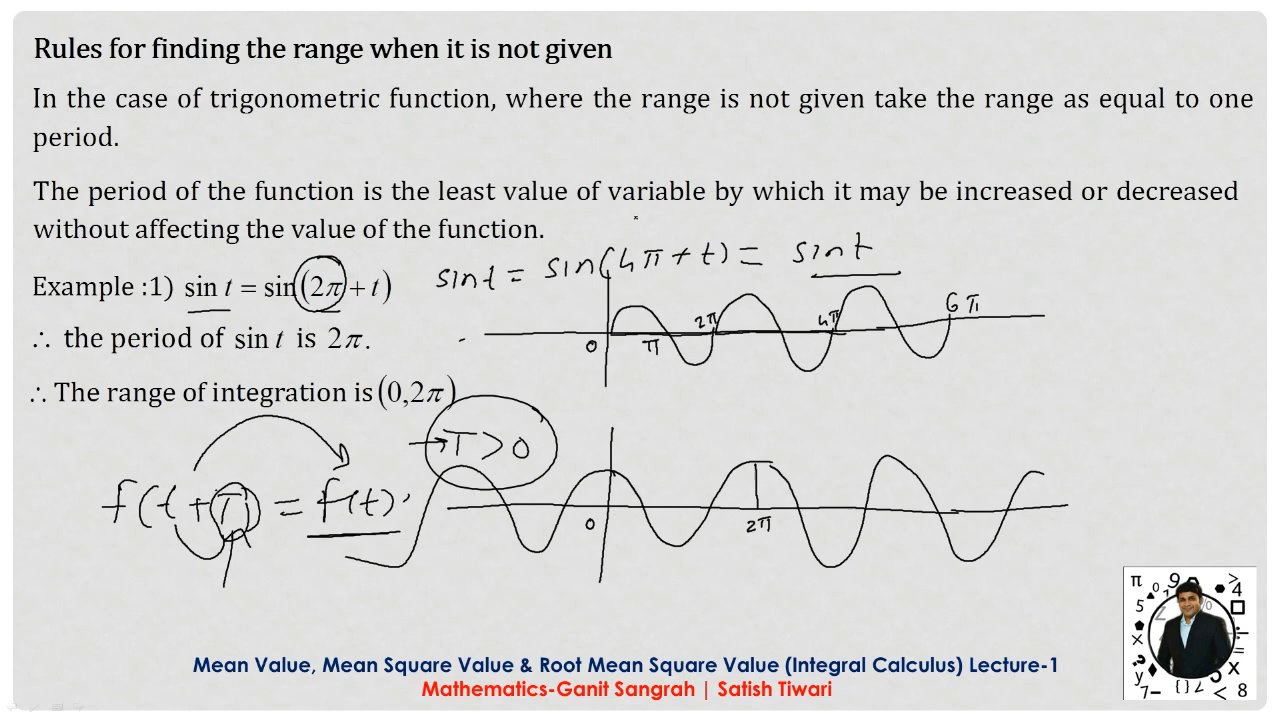 Rules for finding the range when it is not given
In the case of trigonometric function, where the range is not given take the range as equal to one
period.
The period of the function is the least value of variable by which it may be increased or decreased
without affecting the value of the function.
Example :1) sin t = sin(2π + t)
sint = sin(4π + t) = sint
∴ the period of sin t is 2π.
0 π 2π 4π 6π
∴ The range of integration is (0,2π)
→ T > 0
f(t + T) = f(t).
0 2π
Mean Value, Mean Square Value & Root Mean Square Value (Integral Calculus) Lecture-1
Mathematics-Ganit Sangrah | Satish Tiwari